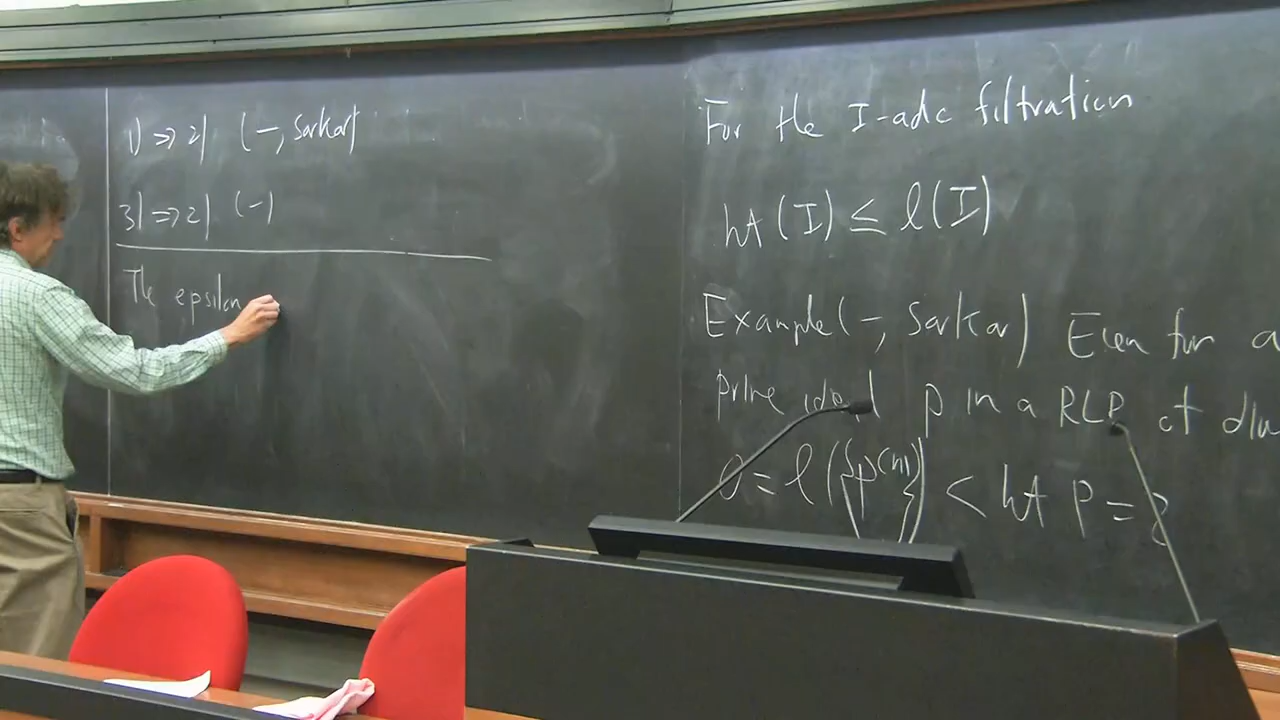 1) => 2) (-, Sarkar)
3) => 2) (-)
The epsilon
For the I-adic filtration
ht (I) ≤ l(I)
Example (-, Sarkar) Even for a
prime ideal p in a RLR of dim
0 = l({p^(n)}) < ht p = 2